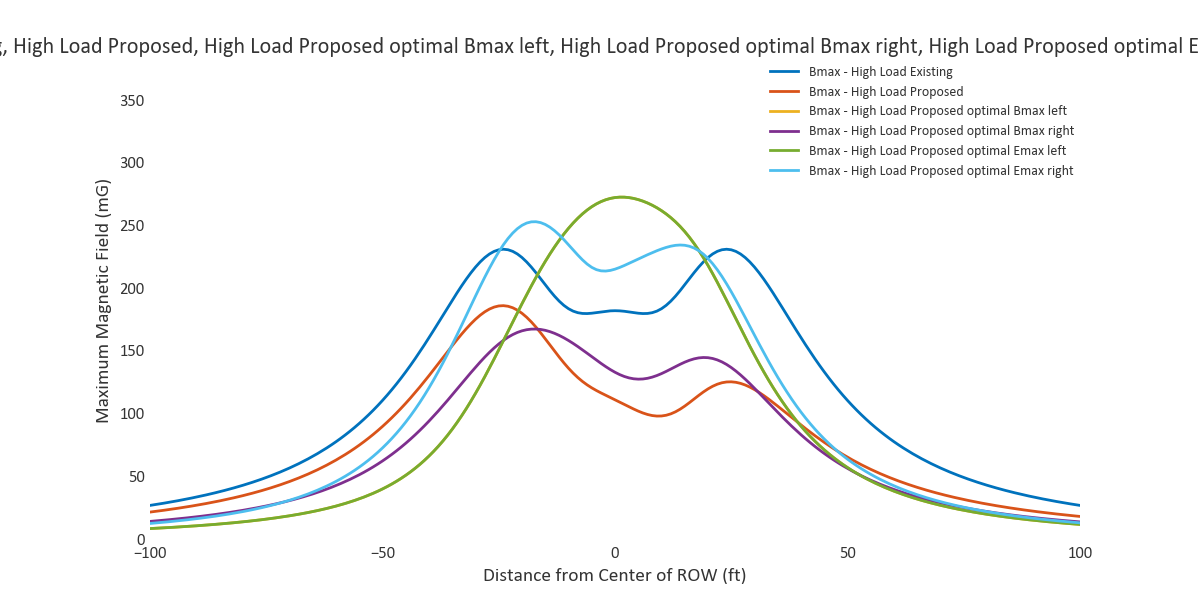 , High Load Proposed, High Load Proposed optimal Bmax left, High Load Proposed optimal Bmax right, High Load Proposed optimal E
Bmax - High Load Existing
Bmax - High Load Proposed
Bmax - High Load Proposed optimal Bmax left
Bmax - High Load Proposed optimal Bmax right
Bmax - High Load Proposed optimal Emax left
Bmax - High Load Proposed optimal Emax right
350
300
250
200
150
100
50
0
Maximum Magnetic Field (mG)
−100
−50
0
50
100
Distance from Center of ROW (ft)